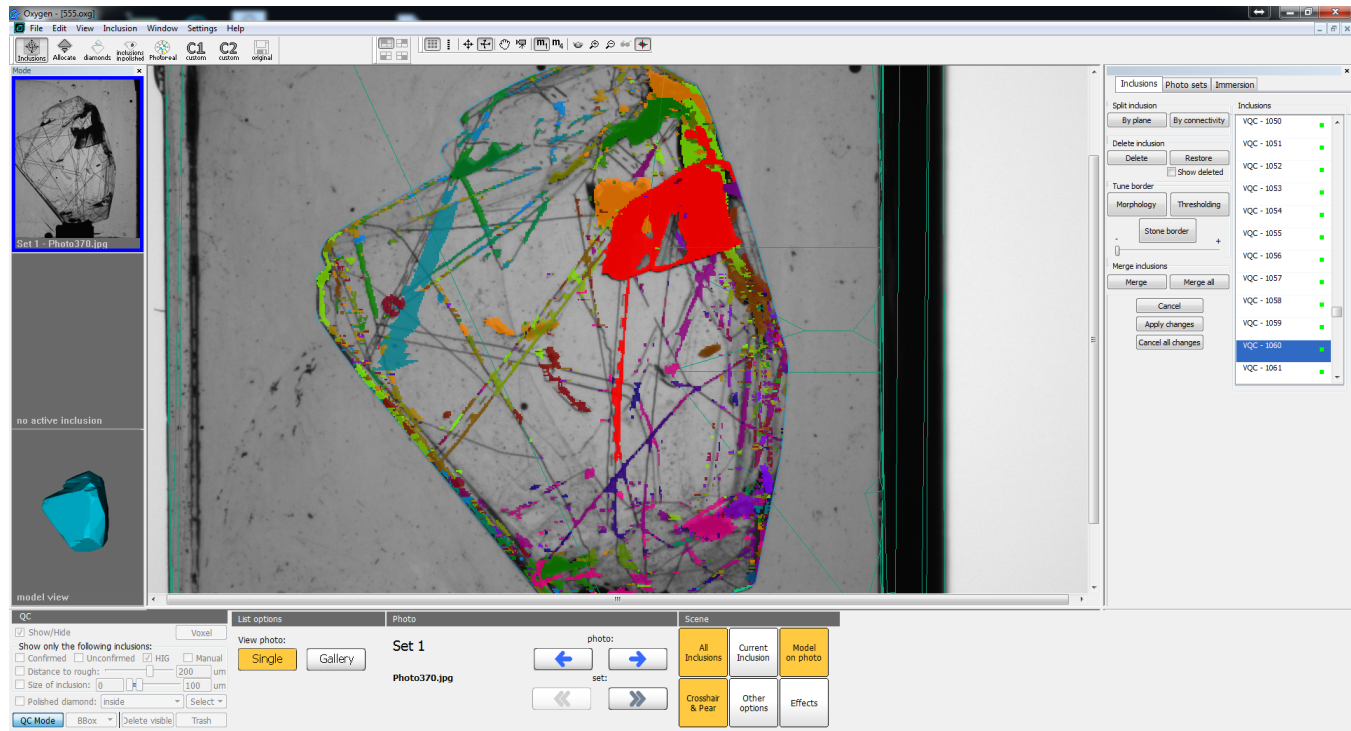 Oxygen - [555.oxg]
File Edit View Inclusion Window Settings Help
Inclusions Allocate diamonds inclusions inpolished Photoreal C1 custom C2 custom original
m1 m4
Mode
Set 1 - Photo370.jpg
no active inclusion
model view
Inclusions Photo sets Immersion
Split inclusion
By plane By connectivity
Delete inclusion
Delete Restore
Show deleted
Tune border
Morphology Thresholding
Stone border
- +
Merge inclusions
Merge Merge all
Cancel
Apply changes
Cancel all changes
Inclusions
VQC - 1050
VQC - 1051
VQC - 1052
VQC - 1053
VQC - 1054
VQC - 1055
VQC - 1056
VQC - 1057
VQC - 1058
VQC - 1059
VQC - 1060
VQC - 1061
QC
Show/Hide Voxel
Show only the following inclusions:
Confirmed Unconfirmed HIG Manual
Distance to rough: 200 um
Size of inclusion: 0 100 um
Polished diamond: inside Select
QC Mode BBox Delete visible Trash
List options
View photo:
Single Gallery
Photo
Set 1
Photo370.jpg
photo:
set:
Scene
All Inclusions
Current Inclusion
Model on photo
Crosshair & Pear
Other options
Effects